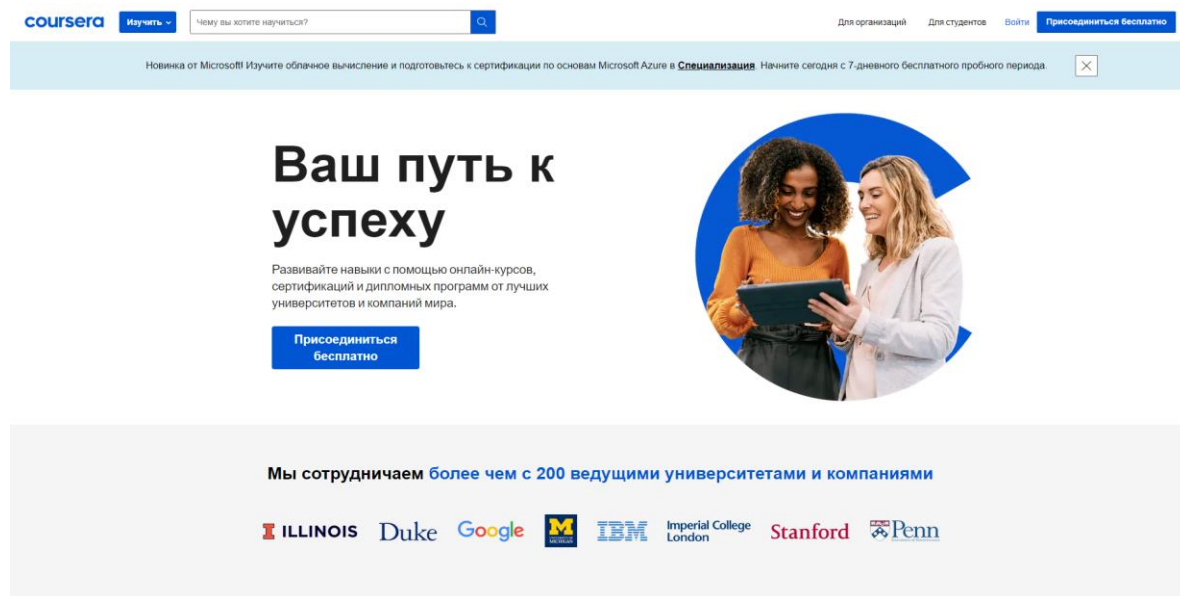 coursera Изучить Чему вы хотите научиться? Для организаций Для студентов Войти Присоединиться бесплатно
Новинка от Microsoft! Изучите облачное вычисление и подготовьтесь к сертификации по основам Microsoft Azure в Специализация. Начните сегодня с 7-дневного бесплатного пробного периода.
Ваш путь к
успеху
Развивайте навыки с помощью онлайн-курсов,
сертификаций и дипломных программ от лучших
университетов и компаний мира.
Присоединиться
бесплатно
Мы сотрудничаем более чем с 200 ведущими университетами и компаниями
I ILLINOIS Duke Google M IBM Imperial College London Stanford Penn